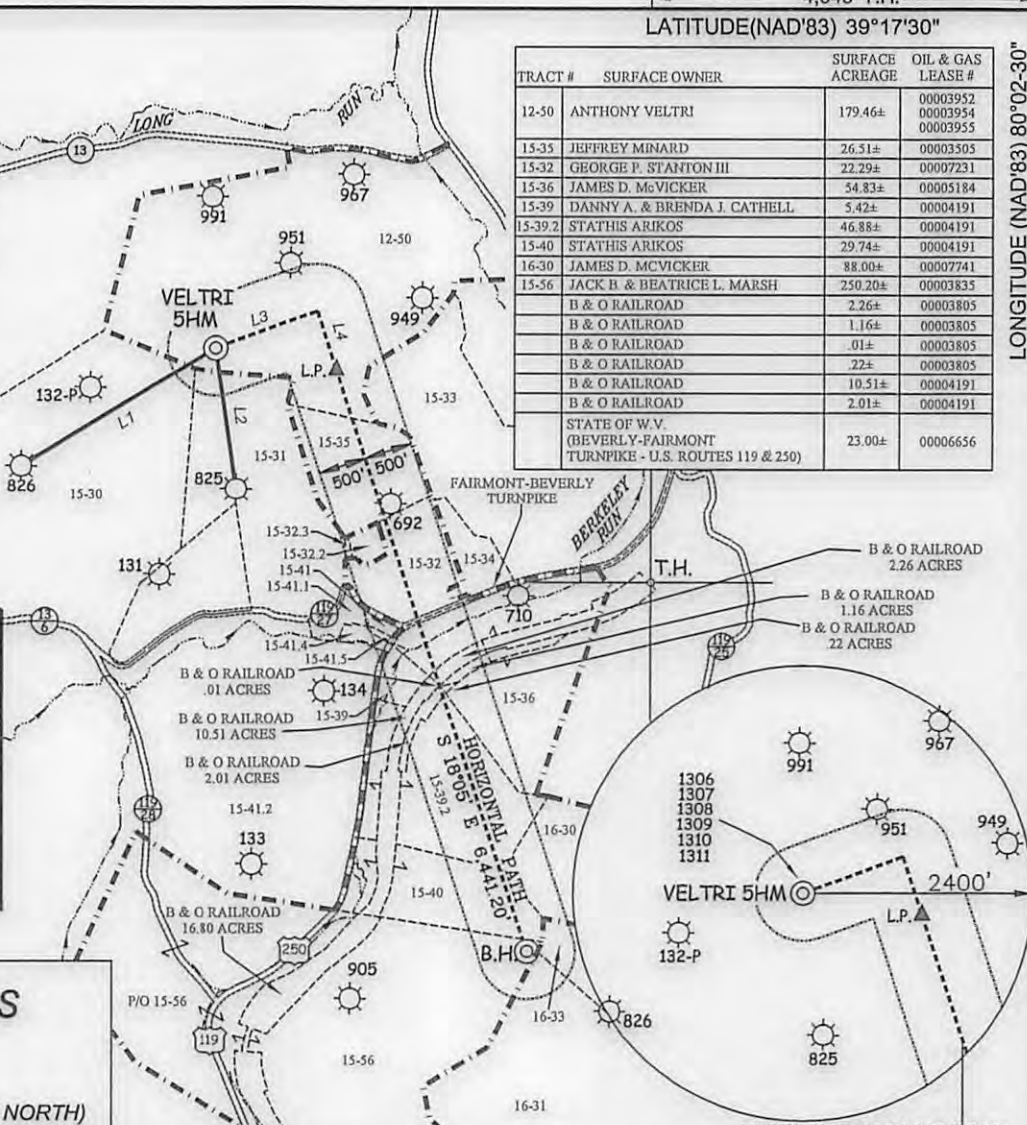 LATITUDE(NAD'83) 39°17'30"
LONGITUDE (NAD'83) 80°02-30"
TRACT # SURFACE OWNER SURFACE ACREAGE OIL & GAS LEASE #
12-50 ANTHONY VELTRI 179.46± 00003952
00003954
00003955
15-35 JEFFREY MINARD 26.51± 00003505
15-32 GEORGE P. STANTON III 22.29± 00007231
15-36 JAMES D. McVICKER 54.83± 00005184
15-39 DANNY A. & BRENDA J. CATHELL 5.42± 00004191
15-39.2 STATHIS ARIKOS 46.88± 00004191
15-40 STATHIS ARIKOS 29.74± 00004191
16-30 JAMES D. MCVICKER 88.00± 00007741
15-56 JACK B. & BEATRICE L. MARSH 250.20± 00003835
B & O RAILROAD 2.26± 00003805
B & O RAILROAD 1.16± 00003805
B & O RAILROAD .01± 00003805
B & O RAILROAD .22± 00003805
B & O RAILROAD 10.51± 00004191
B & O RAILROAD 2.01± 00004191
STATE OF W.V.
(BEVERLY-FAIRMONT
TURNPIKE - U.S. ROUTES 119 & 250) 23.00± 00006656
LONG RUN
13
991
967
951
12-50
VELTRI
5HM
L3
L4
949
L.P.
132-P
L1
L2
15-33
826
15-30
825
15-31
15-35
500' 500'
692
FAIRMONT-BEVERLY
TURNPIKE
BERKELEY
RUN
15-32.3
15-32.2
15-32
15-34
15-41
15-41.1
131
710
T.H.
B & O RAILROAD
2.26 ACRES
B & O RAILROAD
1.16 ACRES
B & O RAILROAD
.22 ACRES
13
6
119
27
119
25
15-41.4
15-41.5
B & O RAILROAD
.01 ACRES
134
15-39
15-36
B & O RAILROAD
10.51 ACRES
B & O RAILROAD
2.01 ACRES
HORIZONTAL PATH
S 18°05' E 6,441.20'
15-39.2
119
28
15-41.2
133
16-30
15-40
B & O RAILROAD
16.80 ACRES
250
B.H.
905
P/O 15-56
119
15-56
16-33
826
16-31
967
991
1306
1307
1308
1309
1310
1311
951
949
VELTRI 5HM
2400'
L.P.
132-P
825
S
NORTH)